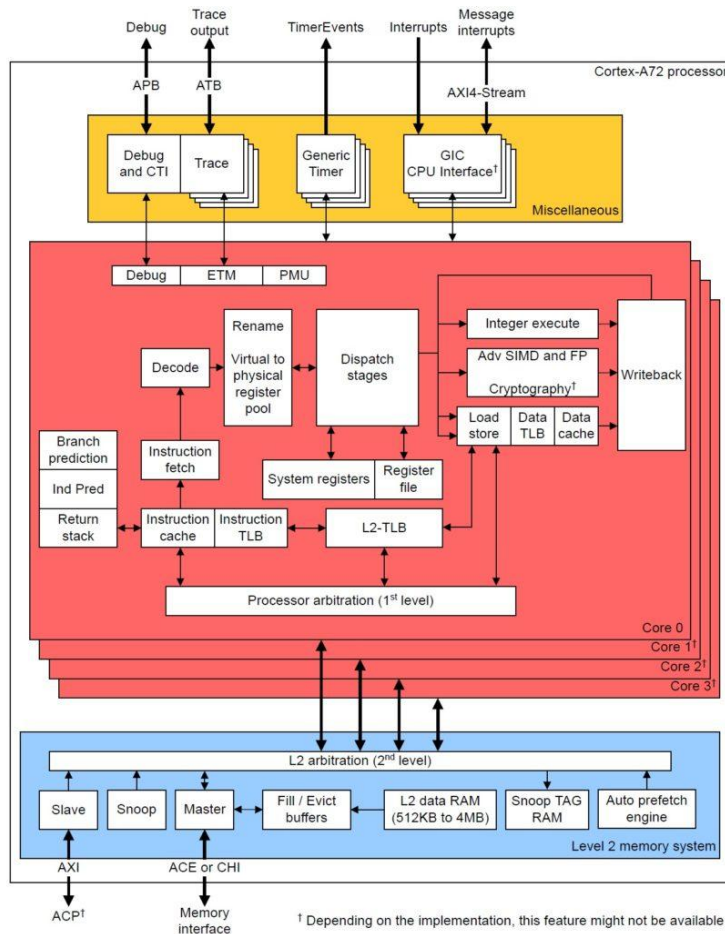 Debug
Trace
output
TimerEvents
Interrupts
Message
interrupts
Cortex-A72 processor
APB
ATB
AXI4-Stream
Debug
and CTI
Trace
Generic
Timer
GIC
CPU Interface†
Miscellaneous
Debug
ETM
PMU
Rename
Virtual to
physical
register
pool
Dispatch
stages
Integer execute
Adv SIMD and FP
Cryptography†
Writeback
Decode
Load
store
Data
TLB
Data
cache
Branch
prediction
Ind Pred
Return
stack
Instruction
fetch
System registers
Register
file
Instruction
cache
Instruction
TLB
L2-TLB
Processor arbitration (1st level)
Core 0
Core 1†
Core 2†
Core 3†
L2 arbitration (2nd level)
Slave
Snoop
Master
Fill / Evict
buffers
L2 data RAM
(512KB to 4MB)
Snoop TAG
RAM
Auto prefetch
engine
Level 2 memory system
AXI
ACE or CHI
ACP†
Memory
interface
† Depending on the implementation, this feature might not be available